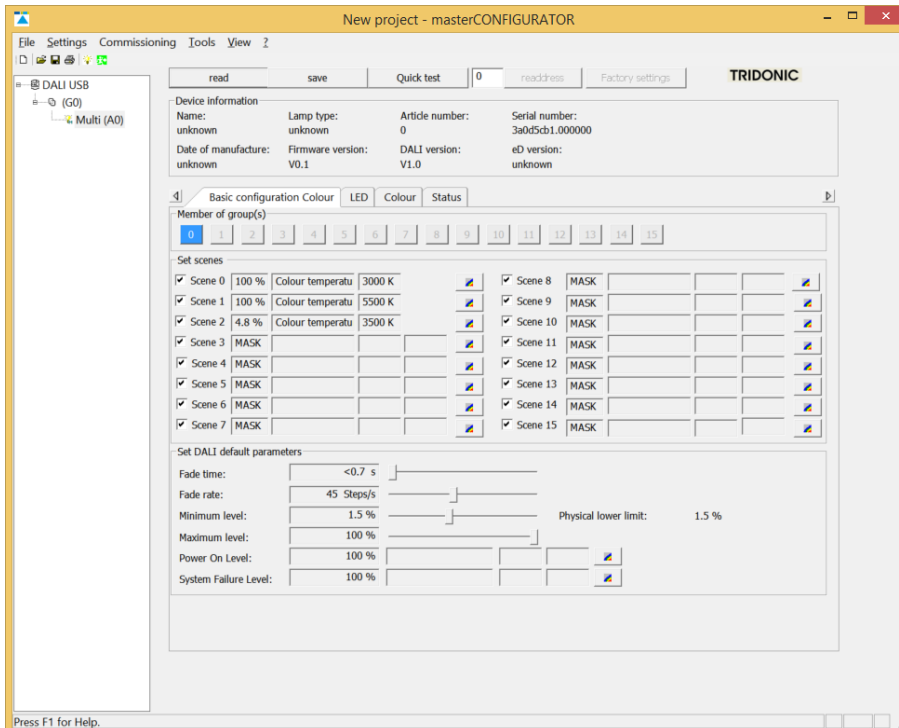 New project - masterCONFIGURATOR
File Settings Commissioning Tools View ?
DALI USB
(G0)
Multi (A0)
read save Quick test 0 readdress Factory settings TRIDONIC
Device information
Name: Lamp type: Article number: Serial number:
unknown unknown 0 3a0d5cb1.000000
Date of manufacture: Firmware version: DALI version: eD version:
unknown V0.1 V1.0 unknown
Basic configuration Colour LED Colour Status
Member of group(s)
0 1 2 3 4 5 6 7 8 9 10 11 12 13 14 15
Set scenes
Scene 0 100 % Colour temperatu 3000 K Scene 8 MASK
Scene 1 100 % Colour temperatu 5500 K Scene 9 MASK
Scene 2 4.8 % Colour temperatu 3500 K Scene 10 MASK
Scene 3 MASK Scene 11 MASK
Scene 4 MASK Scene 12 MASK
Scene 5 MASK Scene 13 MASK
Scene 6 MASK Scene 14 MASK
Scene 7 MASK Scene 15 MASK
Set DALI default parameters
Fade time: <0.7 s
Fade rate: 45 Steps/s
Minimum level: 1.5 % Physical lower limit: 1.5 %
Maximum level: 100 %
Power On Level: 100 %
System Failure Level: 100 %
Press F1 for Help.